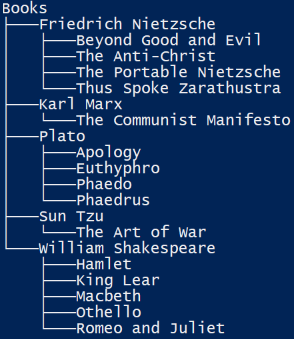 Books
Friedrich Nietzsche
Beyond Good and Evil
The Anti-Christ
The Portable Nietzsche
Thus Spoke Zarathustra
Karl Marx
The Communist Manifesto
Plato
Apology
Euthyphro
Phaedo
Phaedrus
Sun Tzu
The Art of War
William Shakespeare
Hamlet
King Lear
Macbeth
Othello
Romeo and Juliet